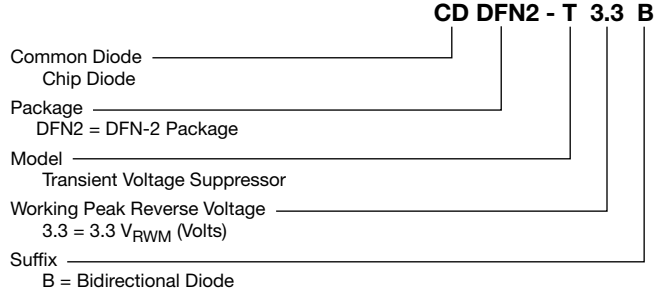 CD DFN2 - T 3.3 B
Common Diode
Chip Diode
Package
DFN2 = DFN-2 Package
Model
Transient Voltage Suppressor
Working Peak Reverse Voltage
3.3 = 3.3 VRWM (Volts)
Suffix
B = Bidirectional Diode